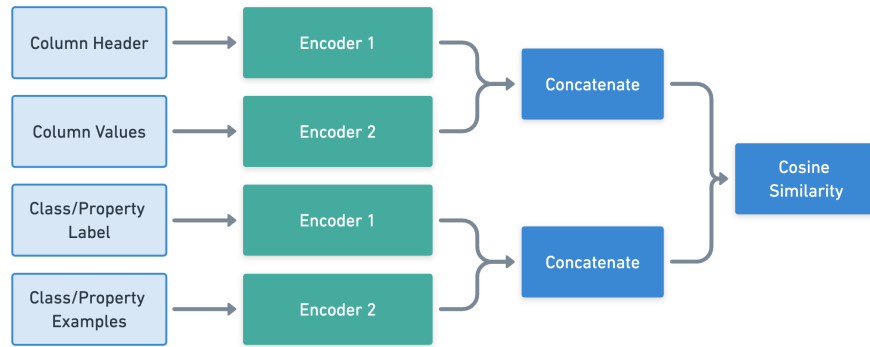 Column Header
Encoder 1
Concatenate
Column Values
Encoder 2
Cosine
Similarity
Class/Property
Label
Encoder 1
Concatenate
Class/Property
Examples
Encoder 2